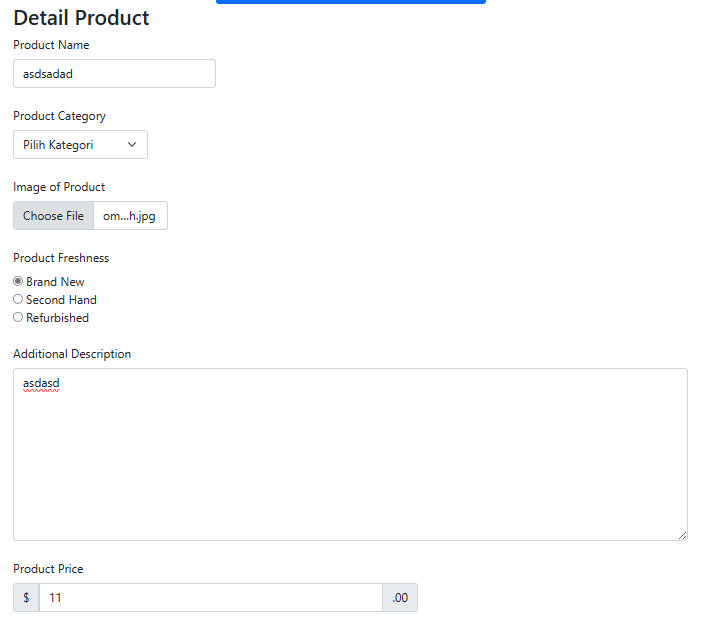 Detail Product
Product Name
asdsadad
Product Category
Pilih Kategori
Image of Product
Choose File om...h.jpg
Product Freshness
Brand New
Second Hand
Refurbished
Additional Description
asdasd
Product Price
$ 11 .00